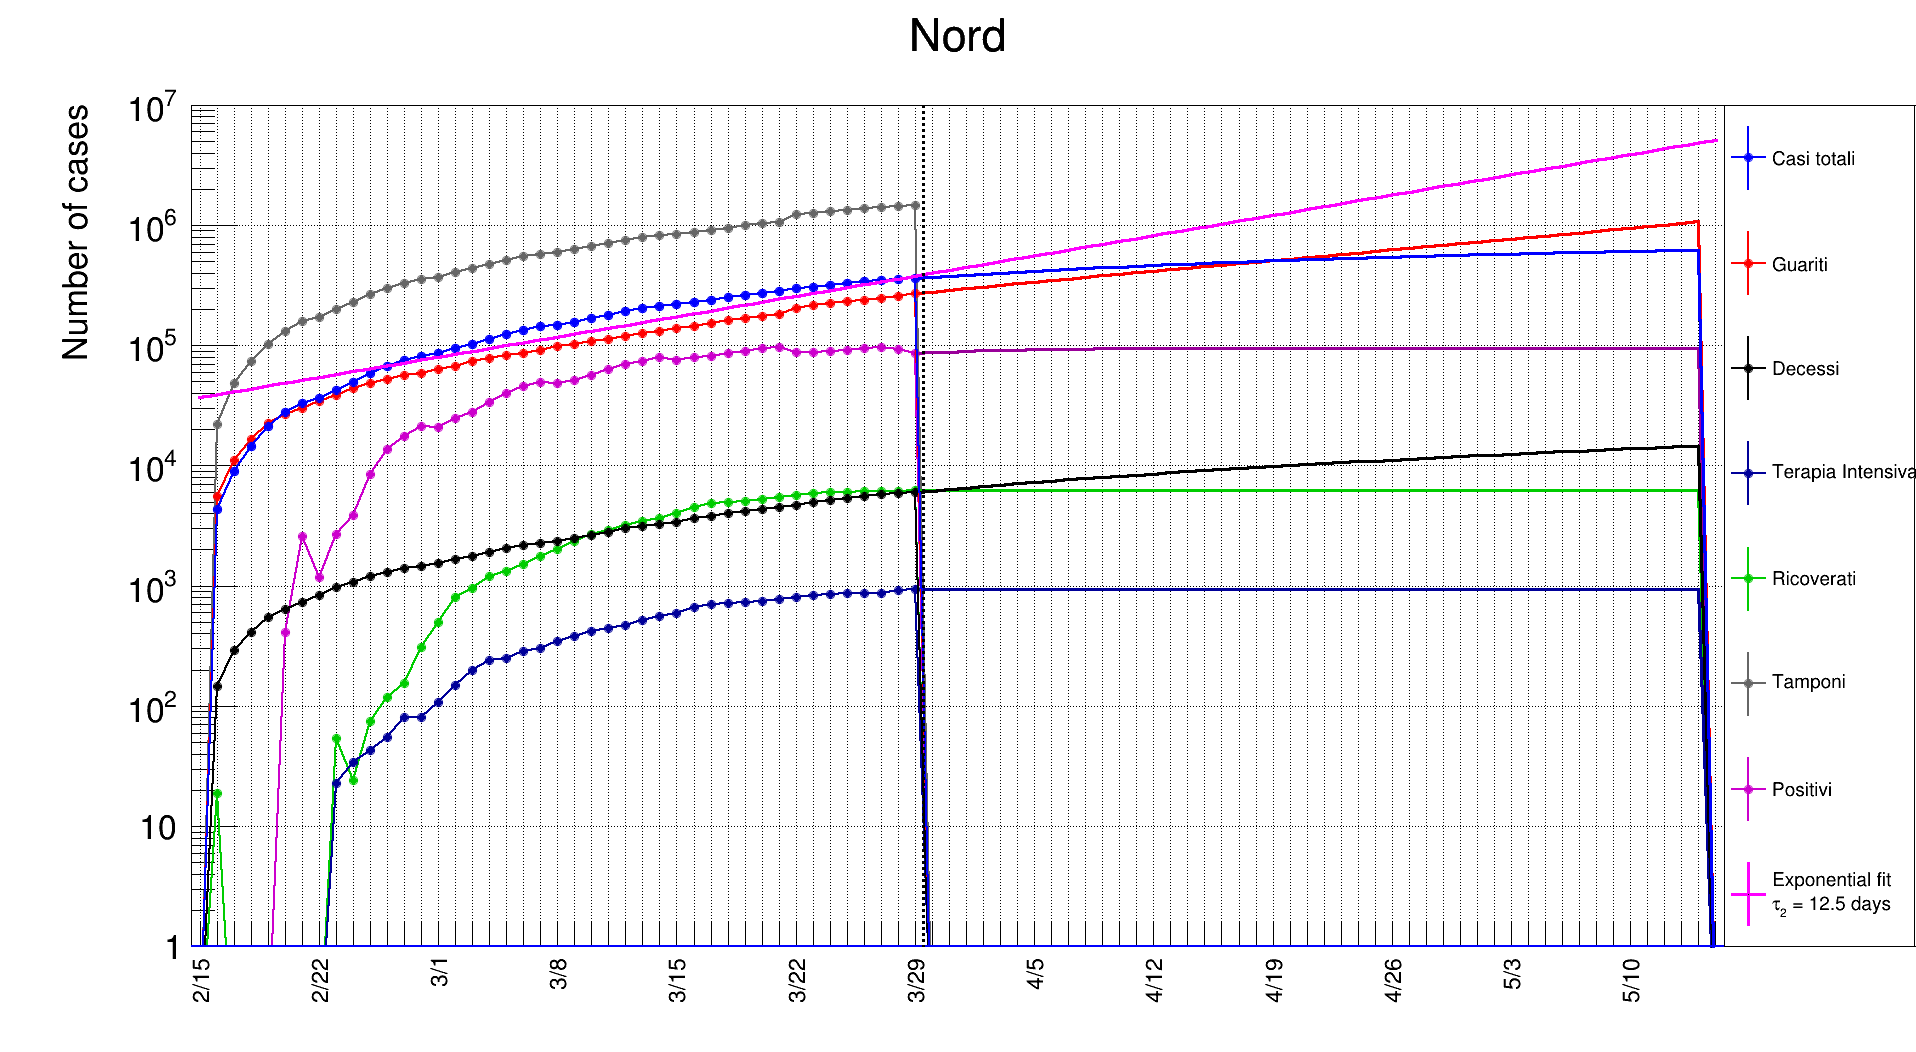 Nord
Number of cases
10^7
10^6
10^5
10^4
10^3
10^2
10
1
2/15
2/22
3/1
3/8
3/15
3/22
3/29
4/5
4/12
4/19
4/26
5/3
5/10
Casi totali
Guariti
Decessi
Terapia Intensiva
Ricoverati
Tamponi
Positivi
Exponential fit
τ₂ = 12.5 days